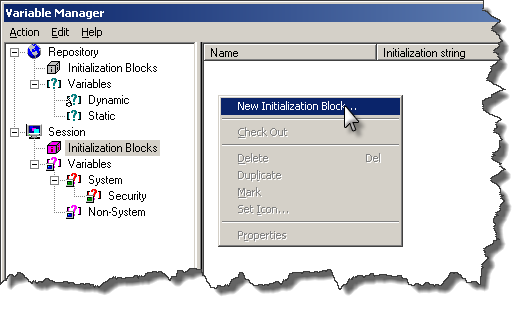 Variable Manager
Action Edit Help
Repository
Initialization Blocks
Variables
Dynamic
Static
Session
Initialization Blocks
Variables
System
Security
Non-System
Name Initialization string
New Initialization Block...
Check Out
Delete Del
Duplicate
Mark
Set Icon...
Properties